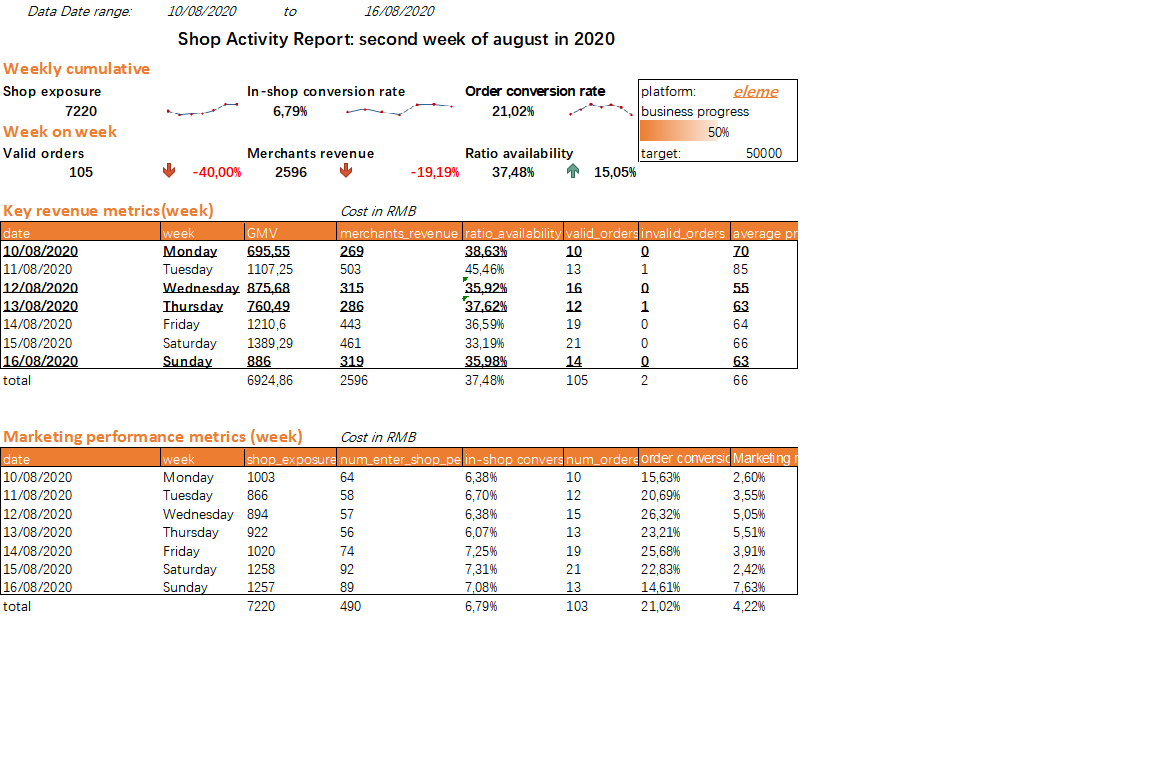 Data Date range: 10/08/2020 to 16/08/2020
Shop Activity Report: second week of august in 2020
Weekly cumulative
Shop exposure In-shop conversion rate Order conversion rate platform: eleme
7220 6,79% 21,02% business progress
Week on week 50%
Valid orders Merchants revenue Ratio availability target: 50000
105 -40,00% 2596 -19,19% 37,48% 15,05%
Key revenue metrics(week) Cost in RMB
date week GMV merchants_revenue ratio_availability valid_orders invalid_orders average pr
10/08/2020 Monday 695,55 269 38,63% 10 0 70
11/08/2020 Tuesday 1107,25 503 45,46% 13 1 85
12/08/2020 Wednesday 875,68 315 35,92% 16 0 55
13/08/2020 Thursday 760,49 286 37,62% 12 1 63
14/08/2020 Friday 1210,6 443 36,59% 19 0 64
15/08/2020 Saturday 1389,29 461 33,19% 21 0 66
16/08/2020 Sunday 886 319 35,98% 14 0 63
total 6924,86 2596 37,48% 105 2 66
Marketing performance metrics (week) Cost in RMB
date week shop_exposure num_enter_shop_pe in-shop convers num_ordere order conversic Marketing r
10/08/2020 Monday 1003 64 6,38% 10 15,63% 2,60%
11/08/2020 Tuesday 866 58 6,70% 12 20,69% 3,55%
12/08/2020 Wednesday 894 57 6,38% 15 26,32% 5,05%
13/08/2020 Thursday 922 56 6,07% 13 23,21% 5,51%
14/08/2020 Friday 1020 74 7,25% 19 25,68% 3,91%
15/08/2020 Saturday 1258 92 7,31% 21 22,83% 2,42%
16/08/2020 Sunday 1257 89 7,08% 13 14,61% 7,63%
total 7220 490 6,79% 103 21,02% 4,22%